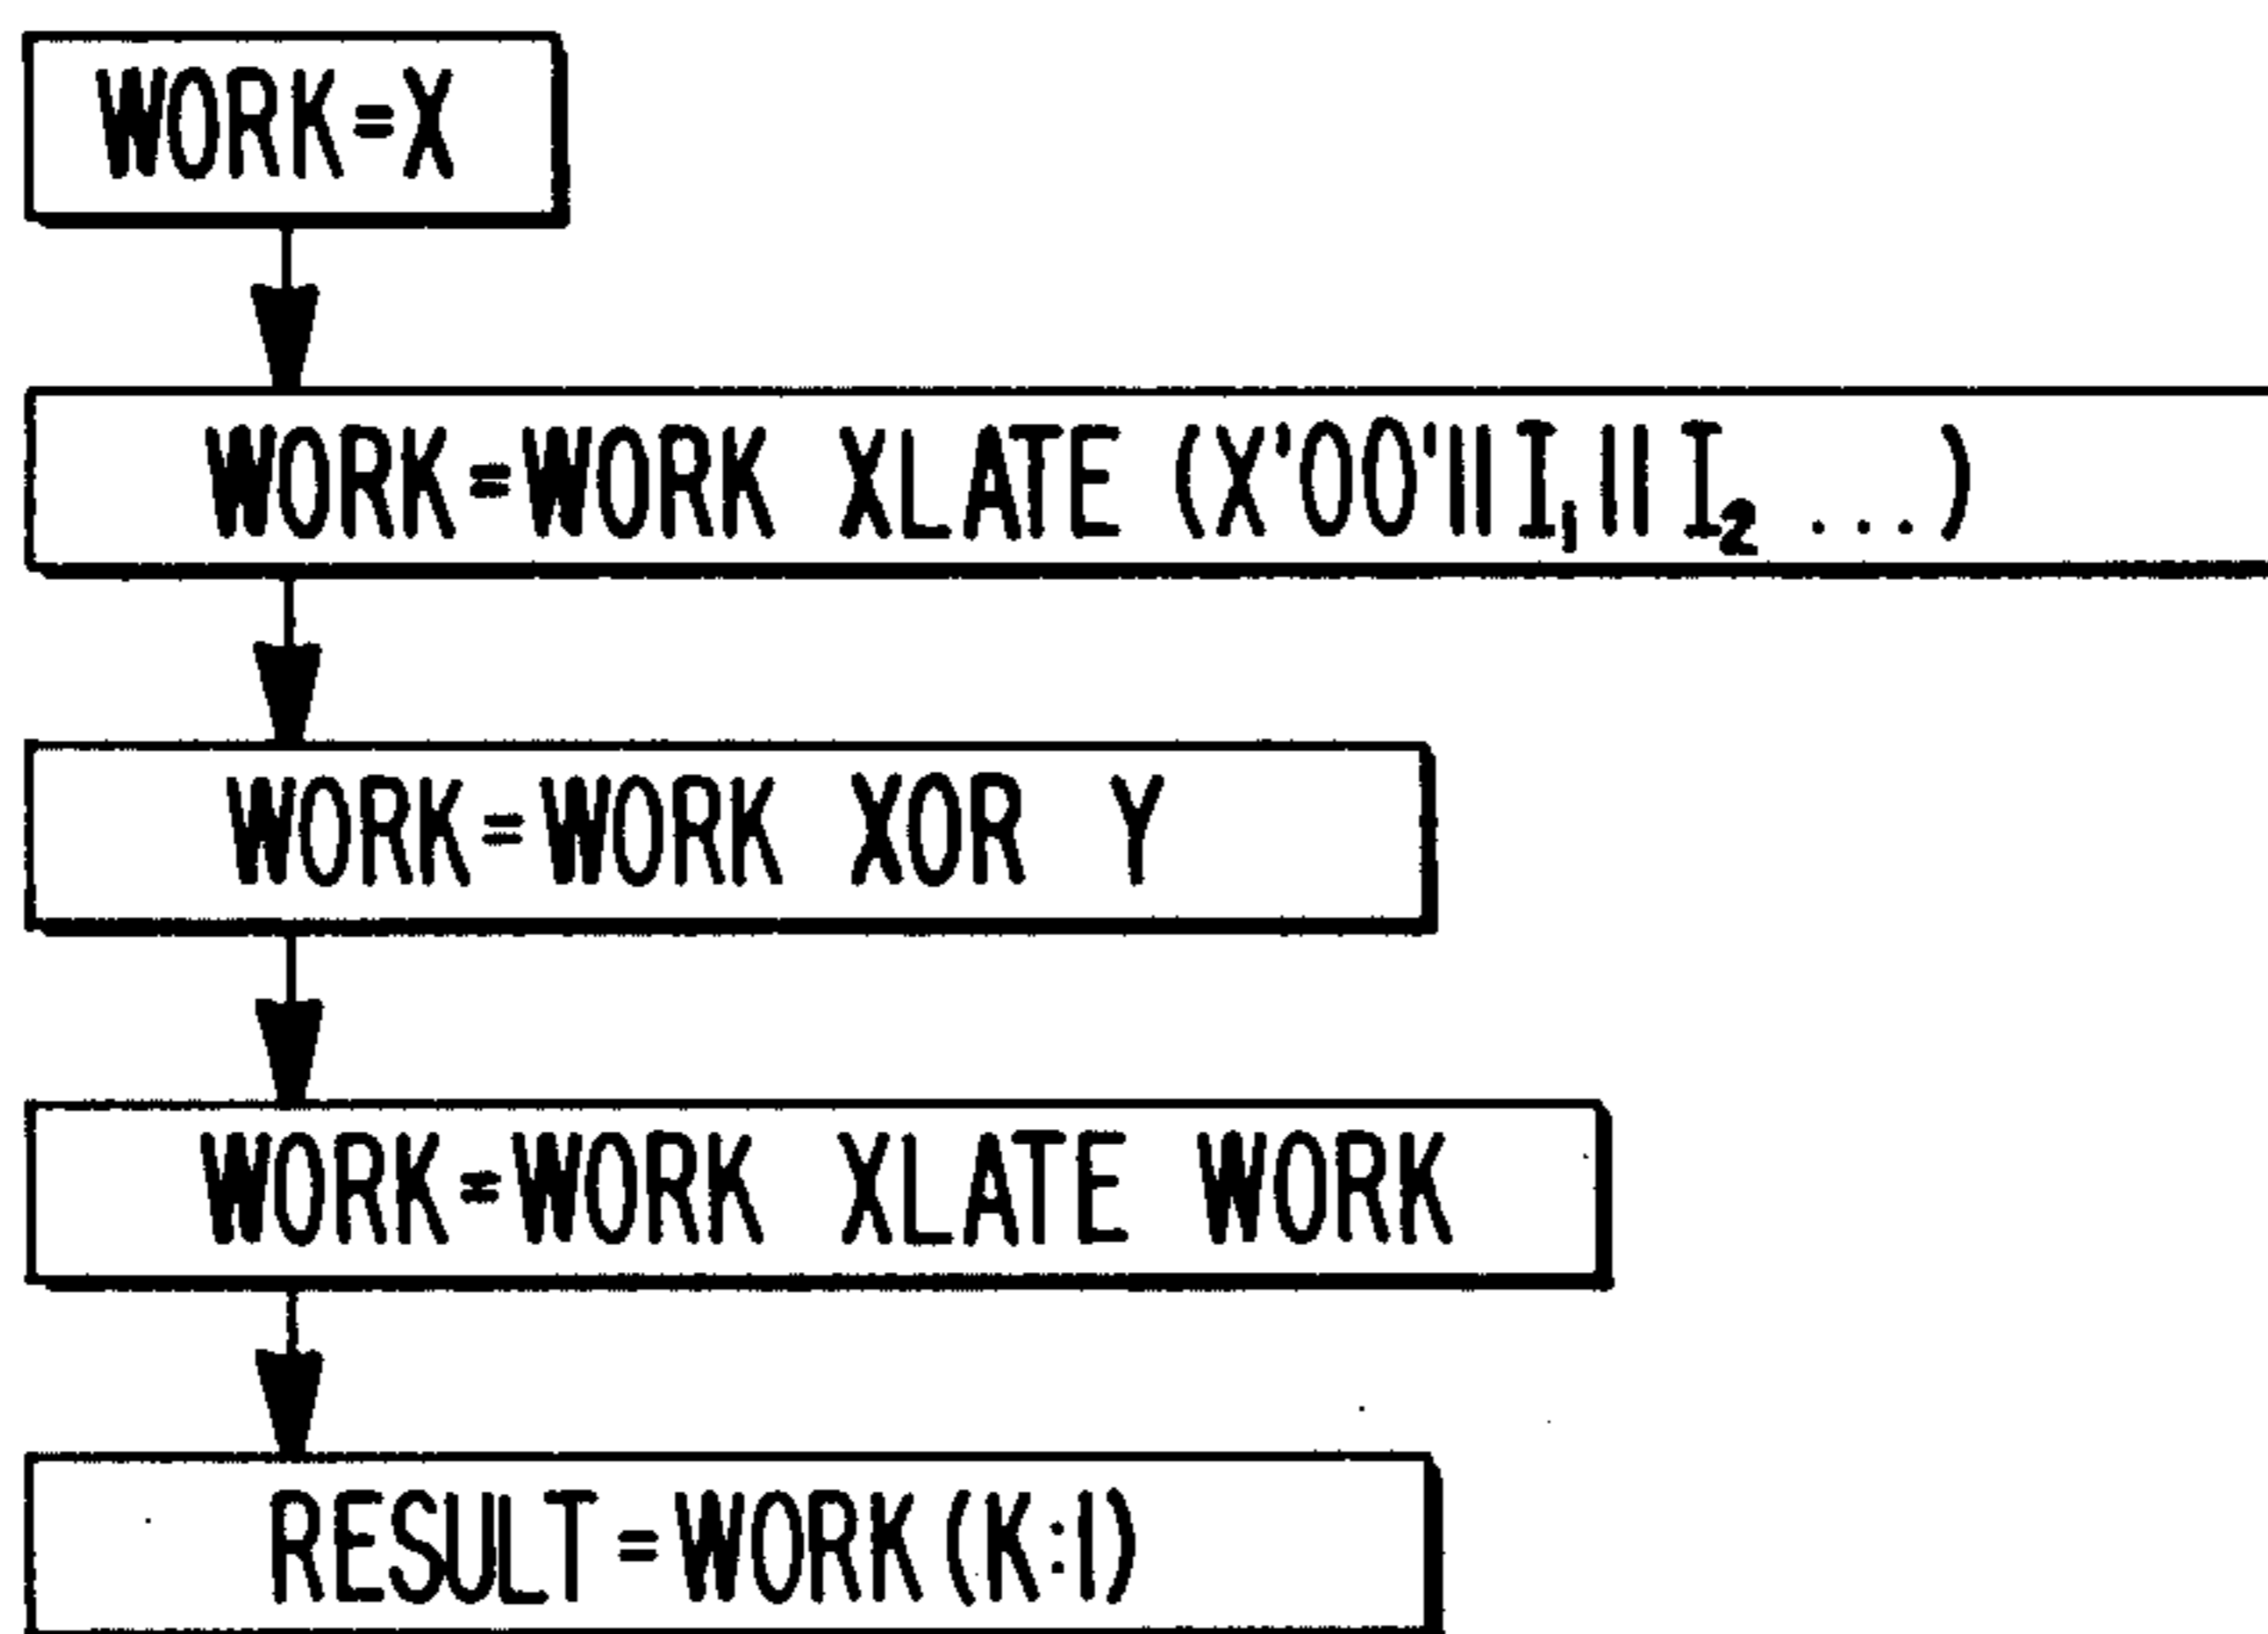 WORK=X
WORK=WORK XLATE (X'00'|| I₁ || I₂ ...)
WORK=WORK XOR Y
WORK=WORK XLATE WORK
RESULT=WORK(K:1)